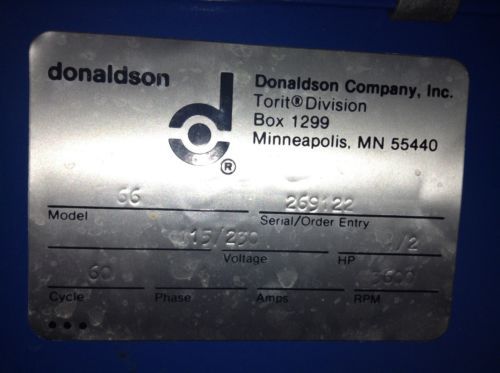 donaldson
d
®
Donaldson Company, Inc.
Torit® Division
Box 1299
Minneapolis, MN 55440
66
269122
Model
Serial/Order Entry
115/230
1/2
Voltage
HP
60
3600
Cycle
Phase
Amps
RPM